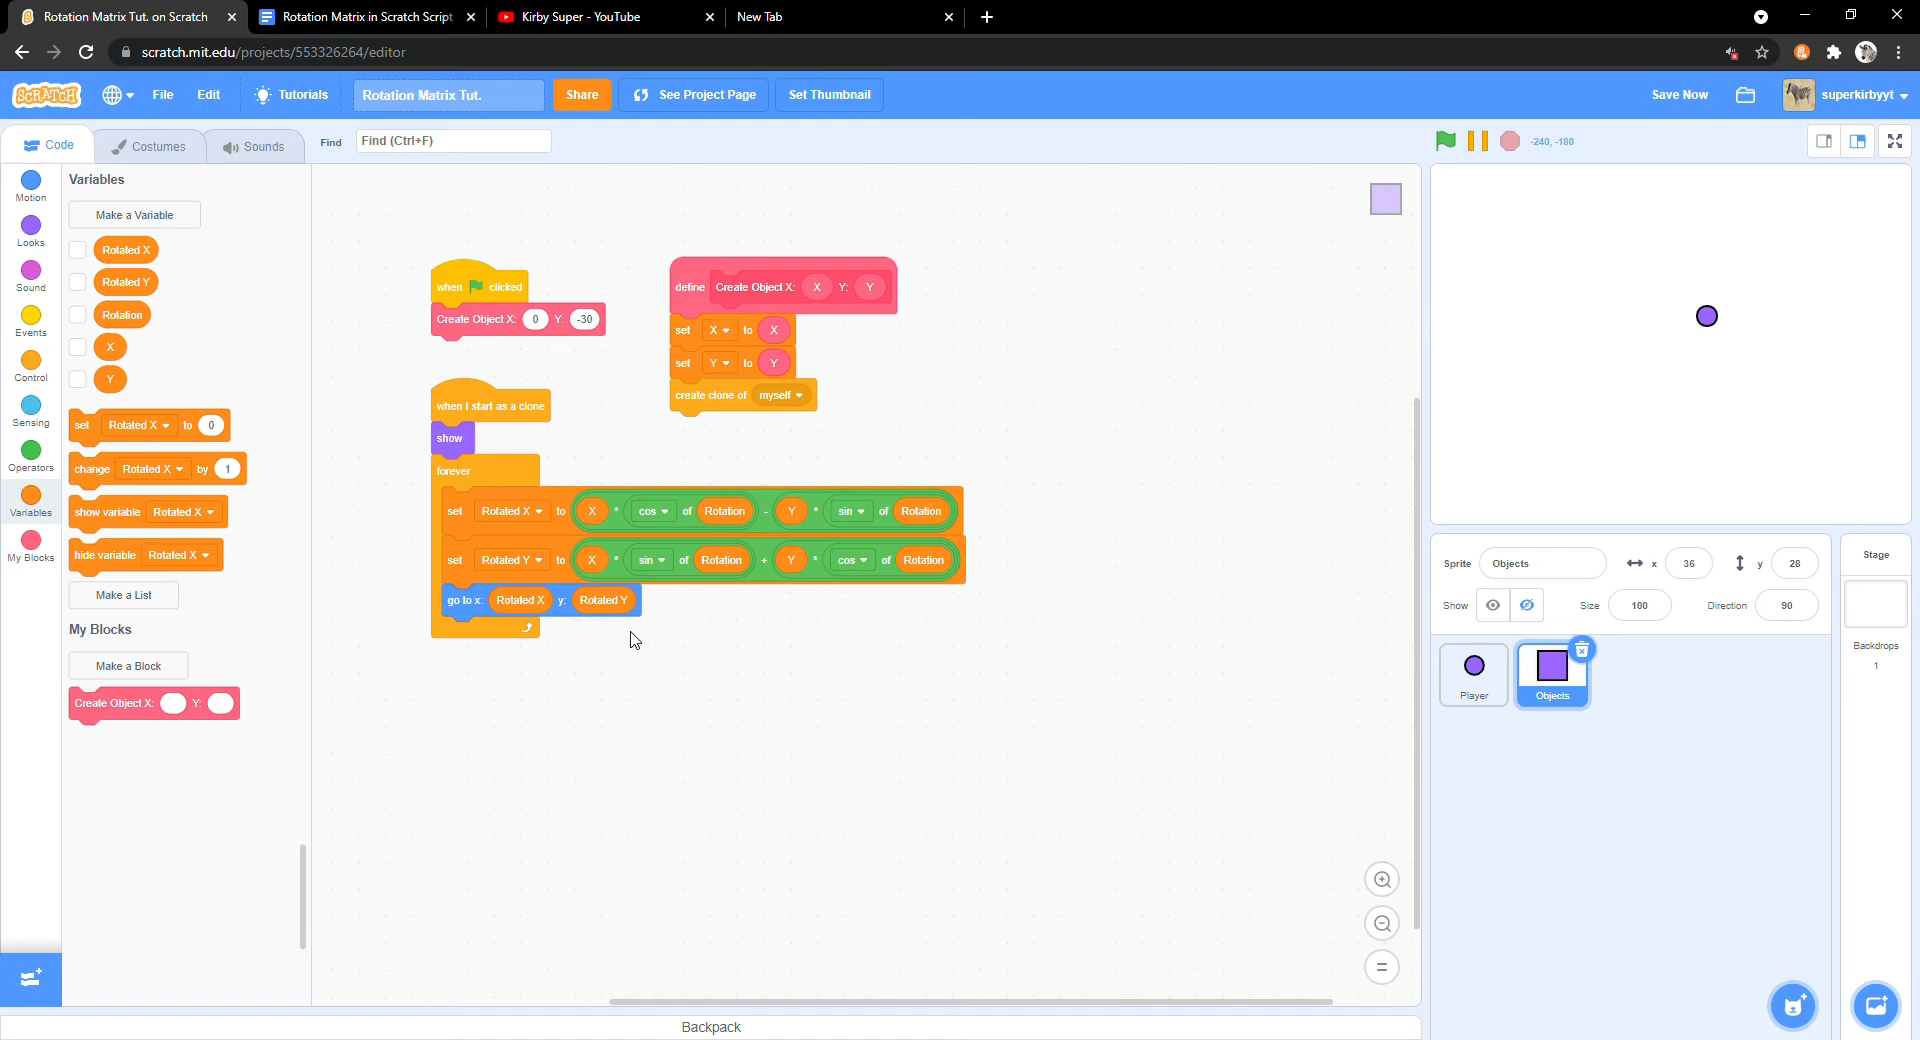 Rotation Matrix Tut. on Scratch
Rotation Matrix in Scratch Script
Kirby Super - YouTube
New Tab
scratch.mit.edu/projects/553326264/editor
SCRATCH
File
Edit
Tutorials
Rotation Matrix Tut.
Share
See Project Page
Set Thumbnail
Save Now
superkirbyyt
Code
Costumes
Sounds
Find
Find (Ctrl+F)
-240, -180
Motion
Looks
Sound
Events
Control
Sensing
Operators
Variables
My Blocks
Variables
Make a Variable
Rotated X
Rotated Y
Rotation
X
Y
set Rotated X to 0
change Rotated X by 1
show variable Rotated X
hide variable Rotated X
Make a List
My Blocks
Make a Block
Create Object X: Y:
when clicked
Create Object X: 0 Y: -30
define Create Object X: X Y: Y
set X to X
set Y to Y
create clone of myself
when I start as a clone
show
forever
set Rotated X to X * cos of Rotation - Y * sin of Rotation
set Rotated Y to X * sin of Rotation + Y * cos of Rotation
go to x: Rotated X y: Rotated Y
Sprite Objects x 36 y 28
Show Size 100 Direction 90
Player
Objects
Stage
Backdrops
1
Backpack